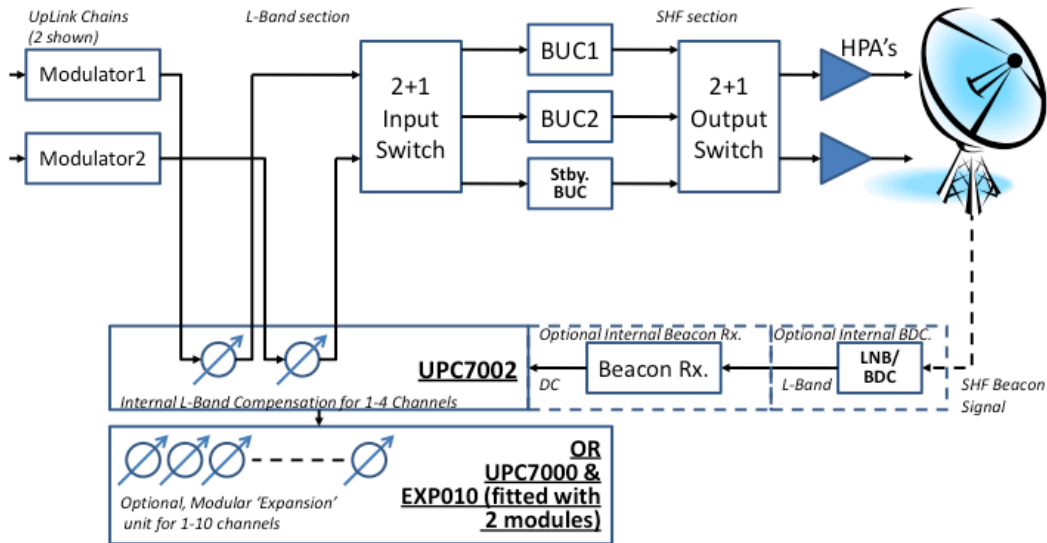 UpLink Chains
(2 shown)
L-Band section
SHF section
Modulator1
Modulator2
2+1
Input
Switch
BUC1
BUC2
Stby.
BUC
2+1
Output
Switch
HPA's
UPC7002
Internal L-Band Compensation for 1-4 Channels
Optional Internal Beacon Rx.
Beacon Rx.
DC
Optional Internal BDC.
LNB/
BDC
L-Band
SHF Beacon
Signal
OR
UPC7000 &
EXP010 (fitted with
2 modules)
Optional, Modular 'Expansion'
unit for 1-10 channels